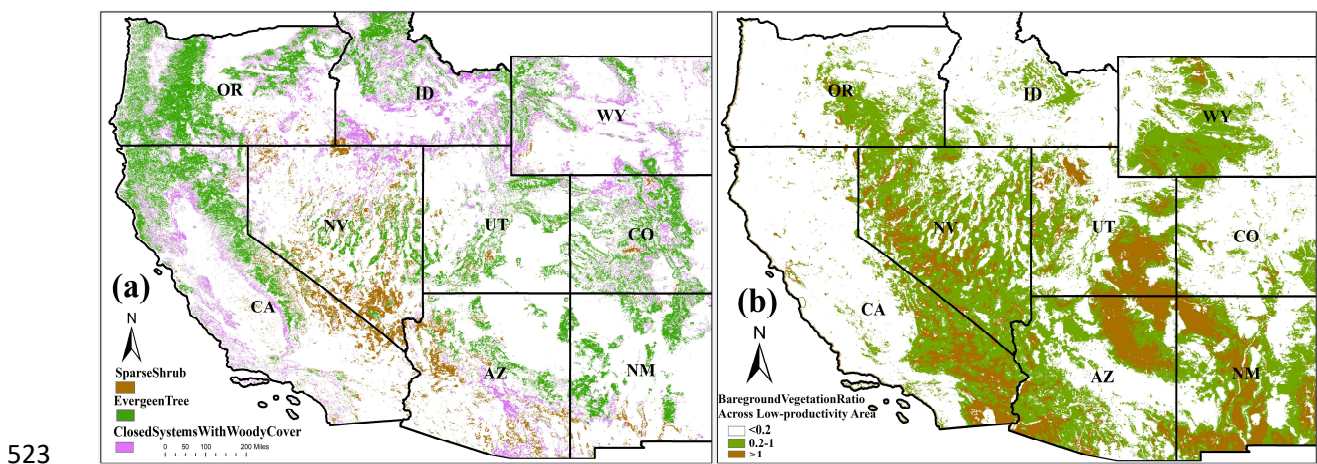 (a)
OR
ID
WY
NV
UT
CO
CA
AZ
NM
N
SparseShrub
EvergeenTree
ClosedSystemsWithWoodyCover
0 50 100 200 Miles
(b)
OR
ID
WY
NV
UT
CO
CA
AZ
NM
N
BaregroundVegetationRatio
Across Low-productivity Area
<0.2
0.2-1
>1
523